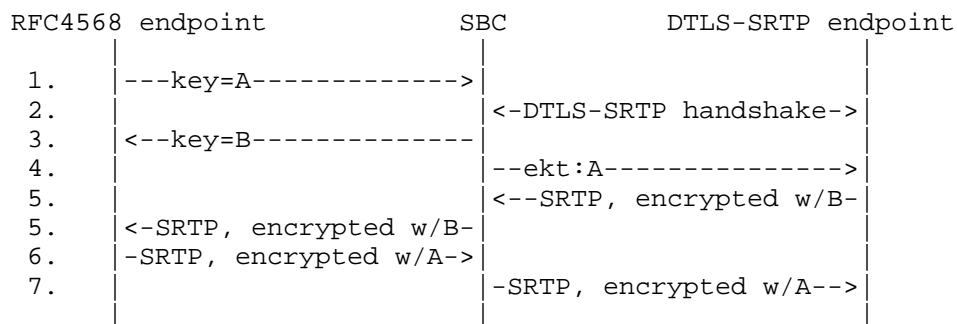 RFC4568 endpoint                SBC            DTLS-SRTP endpoint
       |                         |                         |
 1.    |---key=A---------------->|                         |
 2.    |                         |<-DTLS-SRTP handshake->|
 3.    |<--key=B-----------------|                         |
 4.    |                         |--ekt:A--------------->|
 5.    |                         |<--SRTP, encrypted w/B-|
 5.    |<-SRTP, encrypted w/B-|                         |
 6.    |-SRTP, encrypted w/A->|                         |
 7.    |                         |-SRTP, encrypted w/A-->|
       |                         |                         |